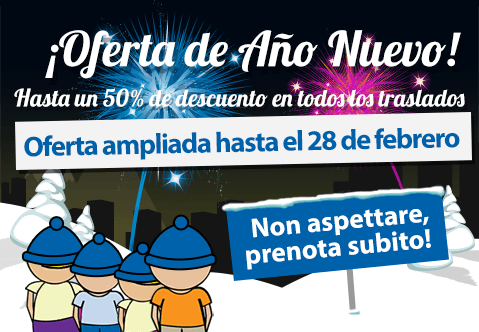 ¡Oferta de Año Nuevo!
Hasta un 50% de descuento en todos los traslados
Oferta ampliada hasta el 28 de febrero
Non aspettare,
prenota subito!